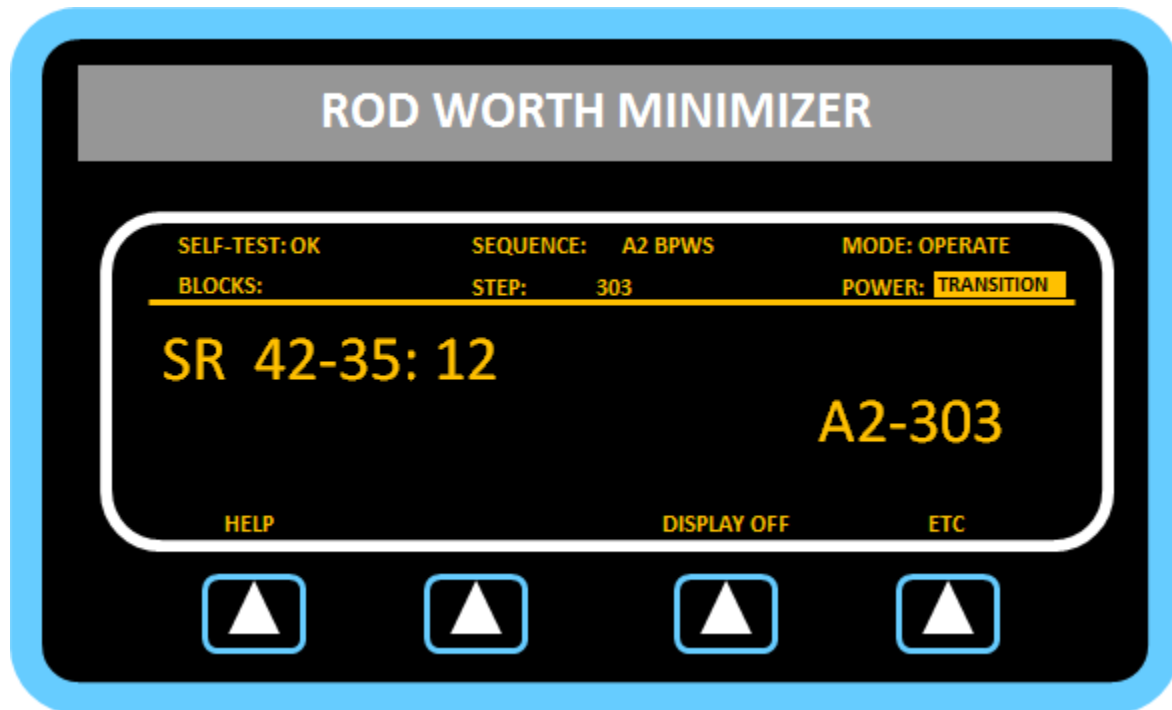 ROD WORTH MINIMIZER
SELF-TEST: OK SEQUENCE: A2 BPWS MODE: OPERATE
BLOCKS: STEP: 303 POWER: TRANSITION
SR 42-35: 12
A2-303
HELP DISPLAY OFF ETC